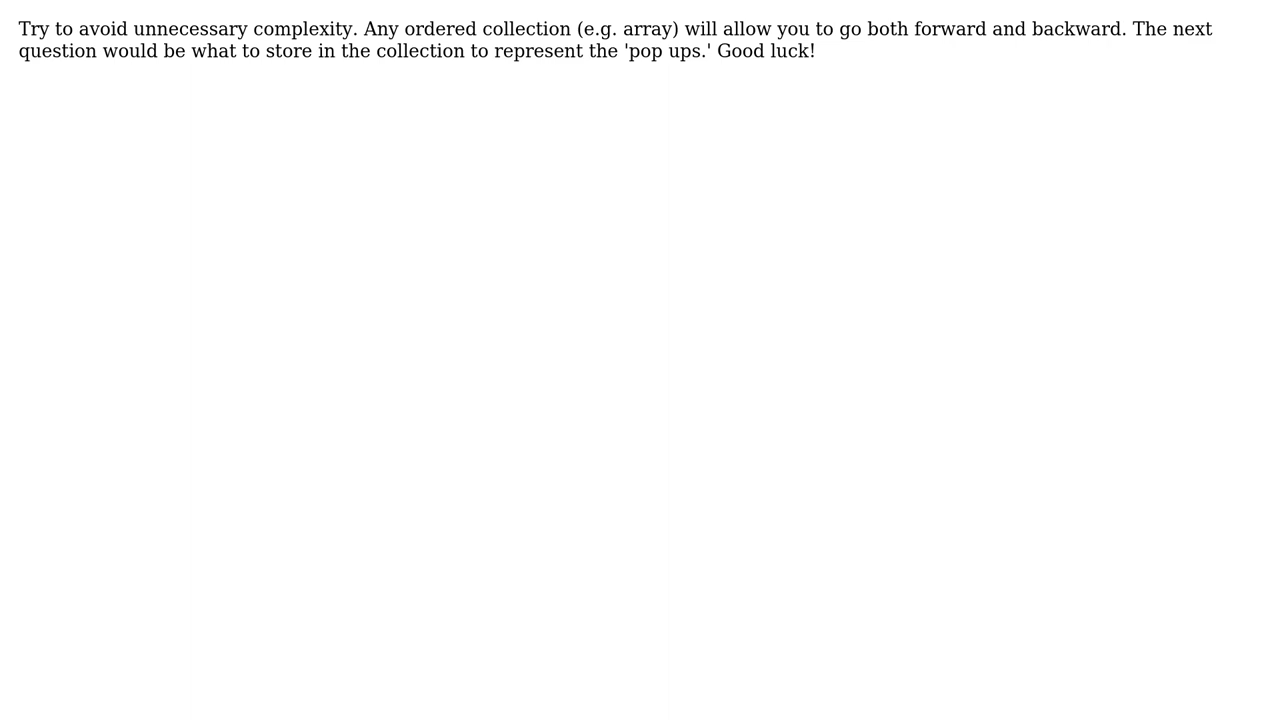 Try to avoid unnecessary complexity. Any ordered collection (e.g. array) will allow you to go both forward and backward. The next
question would be what to store in the collection to represent the 'pop ups.' Good luck!